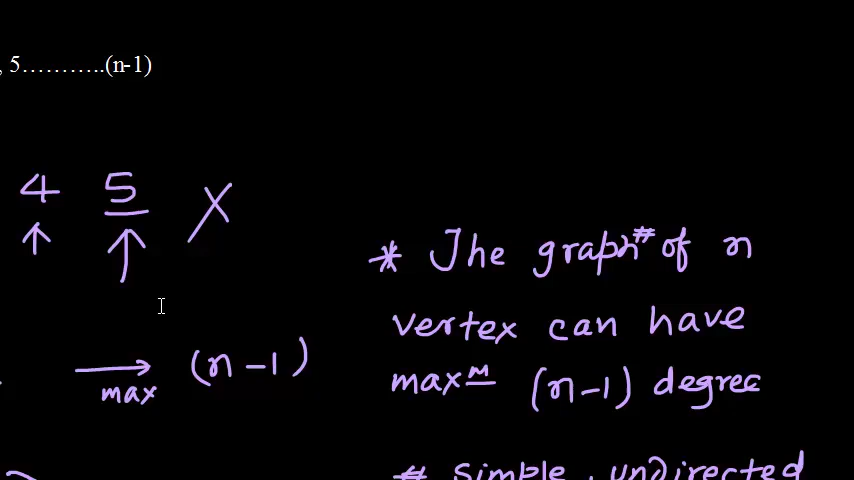 , 5………..(n-1)
4 5 X
* The graph# of n
vertex can have
→ max (n-1)
maxᵐ (n-1) degree
# simple, undirected